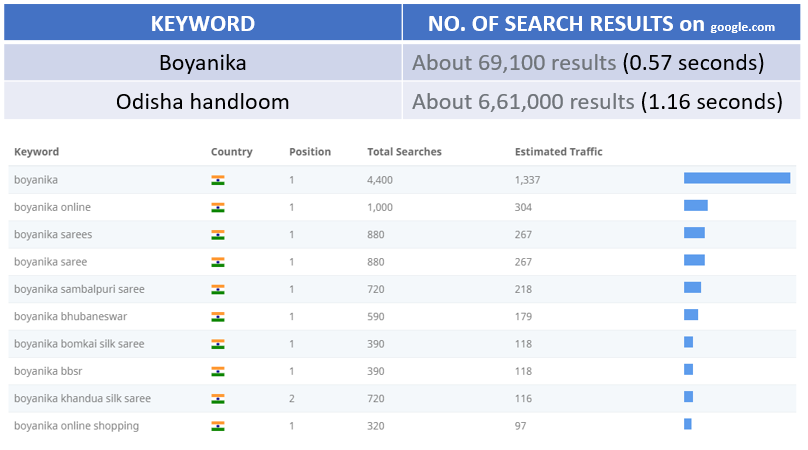 KEYWORD NO. OF SEARCH RESULTS on google.com
Boyanika About 69,100 results (0.57 seconds)
Odisha handloom About 6,61,000 results (1.16 seconds)
Keyword Country Position Total Searches Estimated Traffic
boyanika 1 4,400 1,337
boyanika online 1 1,000 304
boyanika sarees 1 880 267
boyanika saree 1 880 267
boyanika sambalpuri saree 1 720 218
boyanika bhubaneswar 1 590 179
boyanika bomkai silk saree 1 390 118
boyanika bbsr 1 390 118
boyanika khandua silk saree 2 720 116
boyanika online shopping 1 320 97